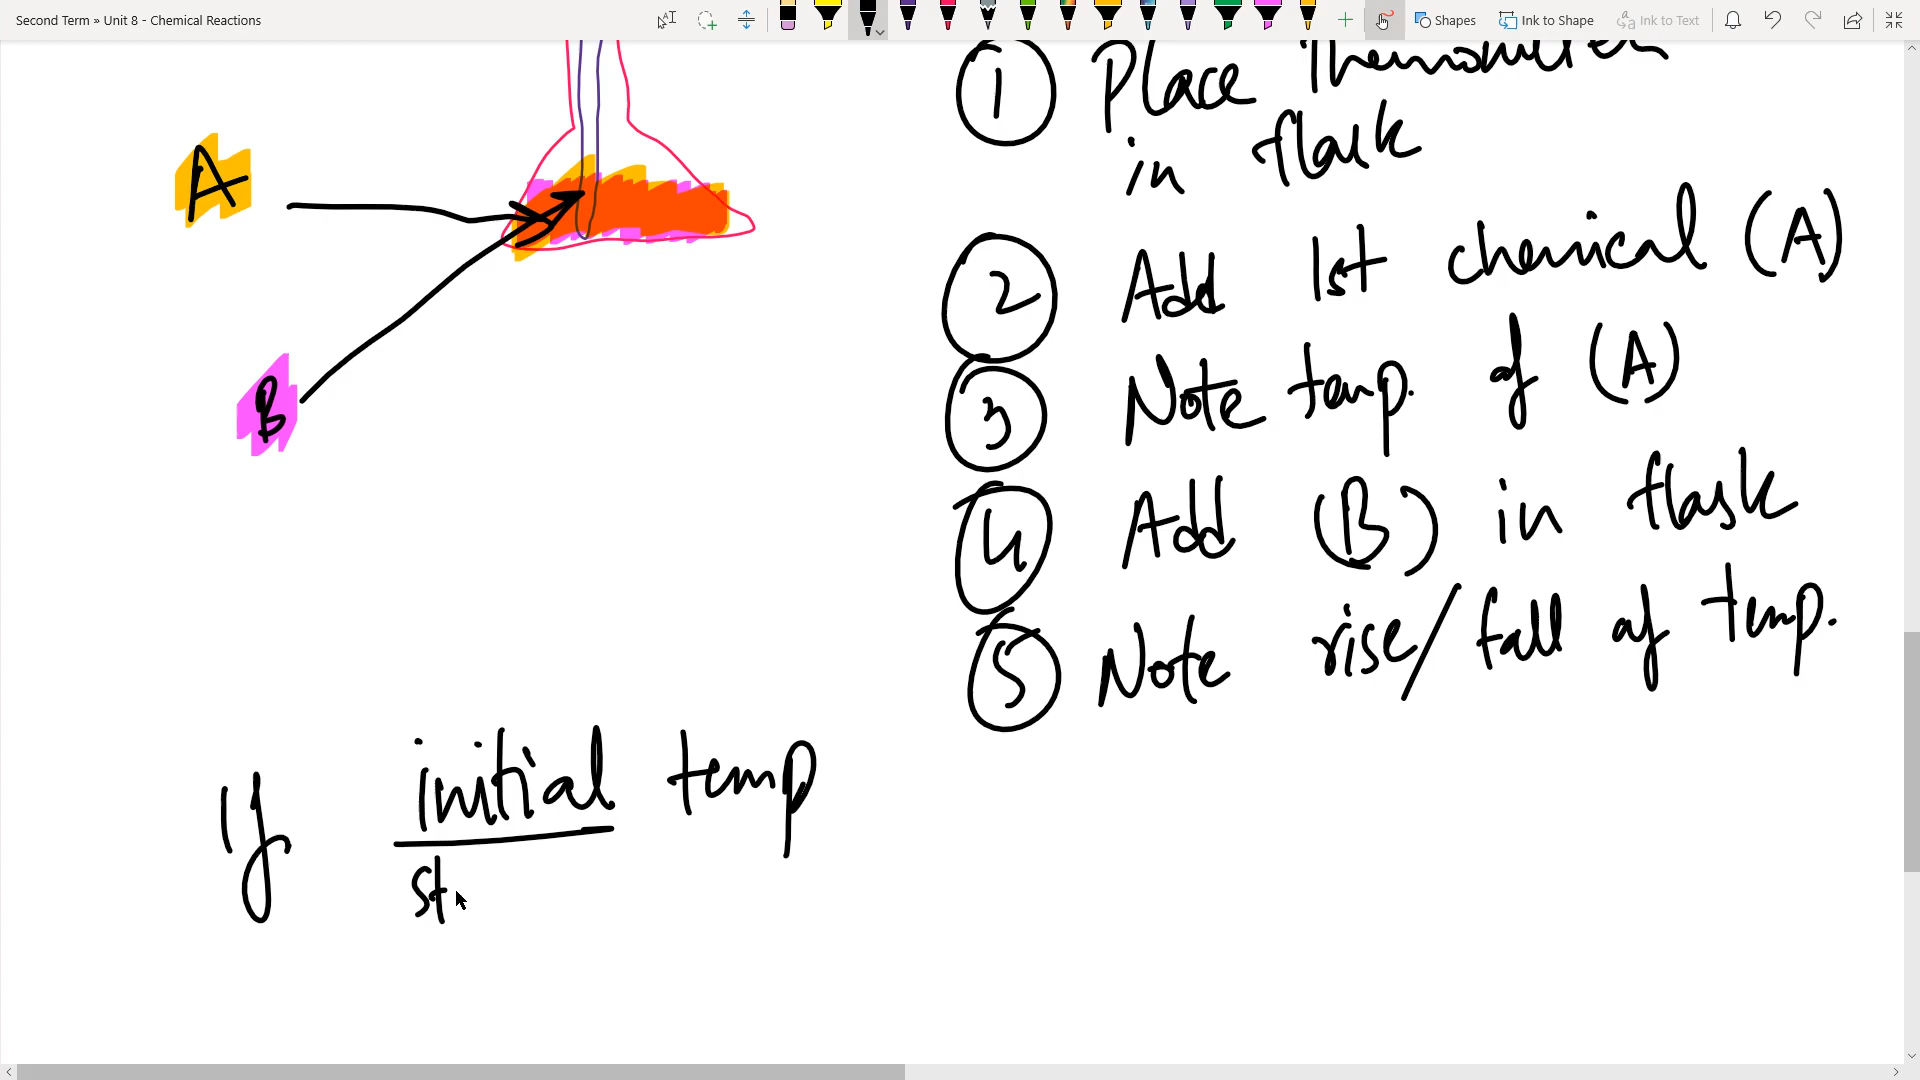 Second Term » Unit 8 - Chemical Reactions
Shapes
Ink to Shape
Ink to Text
1 Place Thermometer
in flask
A
2 Add 1st chemical (A)
3 Note temp. of (A)
B
4 Add (B) in flask
5 Note rise/fall of temp.
If initial temp
st